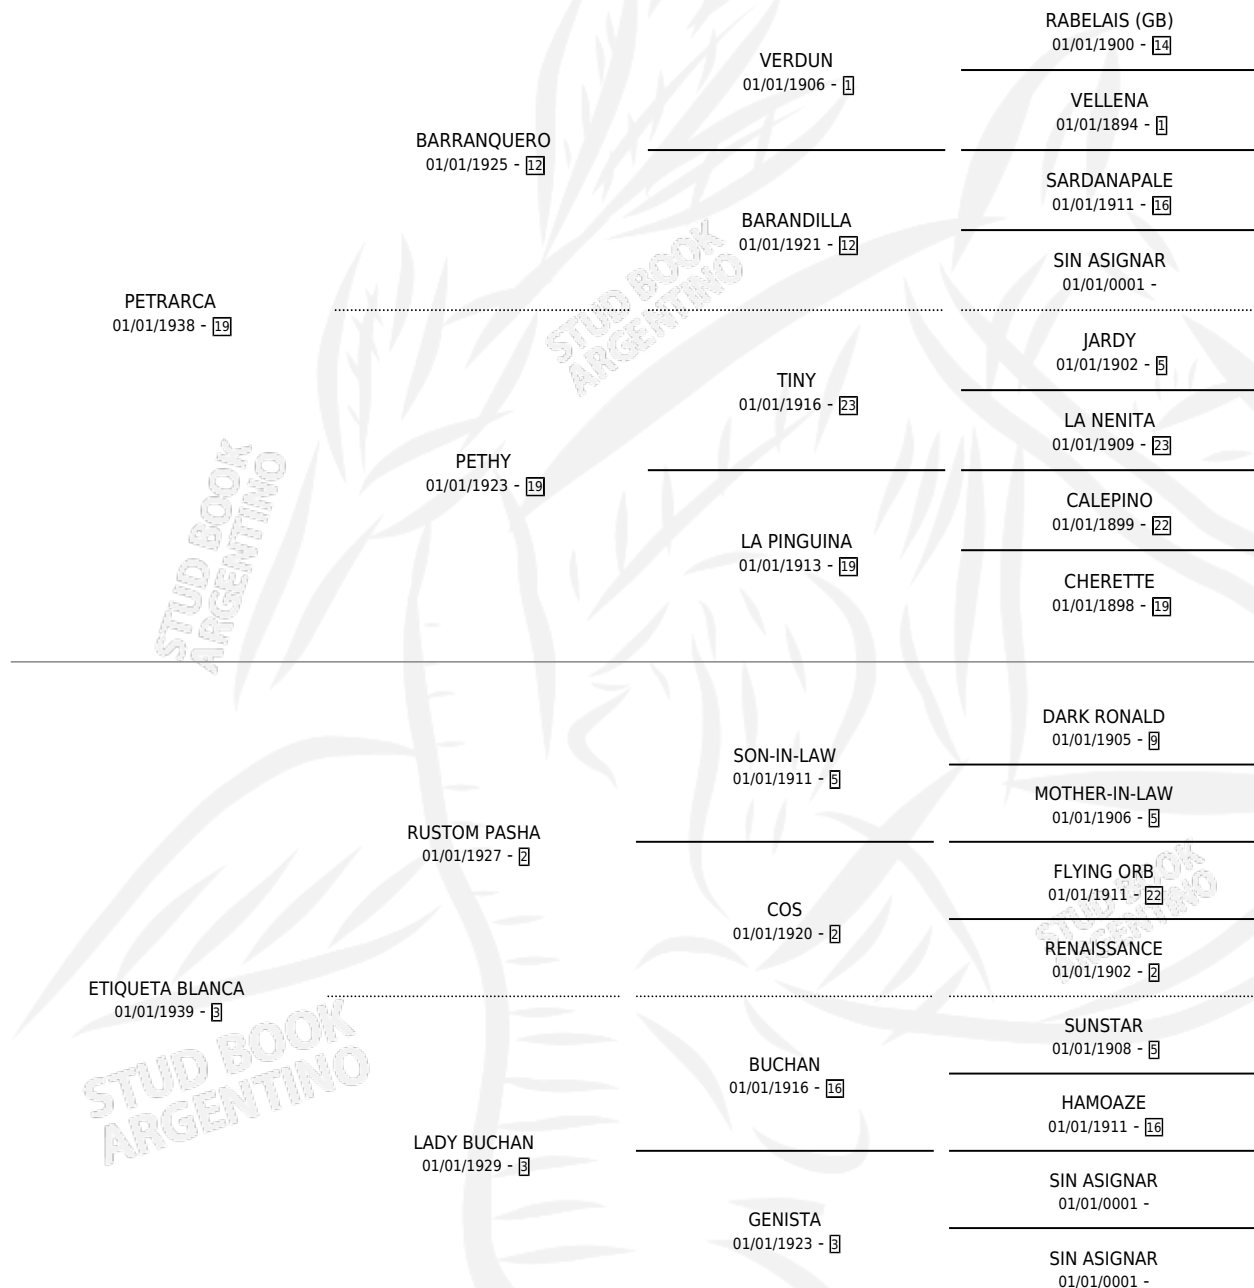 PETRARCA
01/01/1938 - 19
BARRANQUERO
01/01/1925 - 12
PETHY
01/01/1923 - 19
VERDUN
01/01/1906 - 1
BARANDILLA
01/01/1921 - 12
TINY
01/01/1916 - 23
LA PINGUINA
01/01/1913 - 19
RABELAIS (GB)
01/01/1900 - 14
VELLENA
01/01/1894 - 1
SARDANAPALE
01/01/1911 - 16
SIN ASIGNAR
01/01/0001 -
JARDY
01/01/1902 - 5
LA NENITA
01/01/1909 - 23
CALEPINO
01/01/1899 - 22
CHERETTE
01/01/1898 - 19
STUD BOOK
ARGENTINO
STUD BOOK
ARGENTINO
ETIQUETA BLANCA
01/01/1939 - 3
RUSTOM PASHA
01/01/1927 - 2
LADY BUCHAN
01/01/1929 - 3
SON-IN-LAW
01/01/1911 - 5
COS
01/01/1920 - 2
BUCHAN
01/01/1916 - 16
GENISTA
01/01/1923 - 3
DARK RONALD
01/01/1905 - 9
MOTHER-IN-LAW
01/01/1906 - 5
FLYING ORB
01/01/1911 - 22
RENAISSANCE
01/01/1902 - 2
SUNSTAR
01/01/1908 - 5
HAMOAZE
01/01/1911 - 16
SIN ASIGNAR
01/01/0001 -
SIN ASIGNAR
01/01/0001 -
STUD BOOK
ARGENTINO
STUD BOOK
ARGENTINO